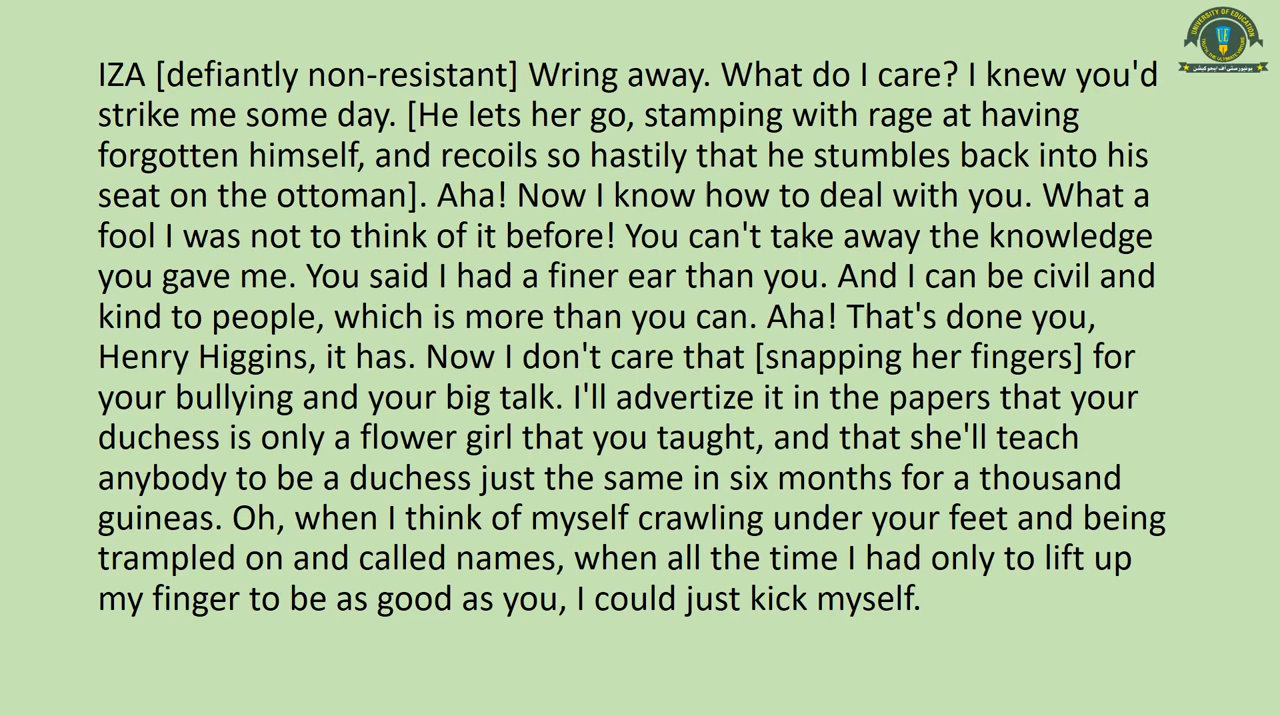 UNIVERSITY OF EDUCATION
UE
IZA [defiantly non-resistant] Wring away. What do I care? I knew you'd
strike me some day. [He lets her go, stamping with rage at having
forgotten himself, and recoils so hastily that he stumbles back into his
seat on the ottoman]. Aha! Now I know how to deal with you. What a
fool I was not to think of it before! You can't take away the knowledge
you gave me. You said I had a finer ear than you. And I can be civil and
kind to people, which is more than you can. Aha! That's done you,
Henry Higgins, it has. Now I don't care that [snapping her fingers] for
your bullying and your big talk. I'll advertize it in the papers that your
duchess is only a flower girl that you taught, and that she'll teach
anybody to be a duchess just the same in six months for a thousand
guineas. Oh, when I think of myself crawling under your feet and being
trampled on and called names, when all the time I had only to lift up
my finger to be as good as you, I could just kick myself.